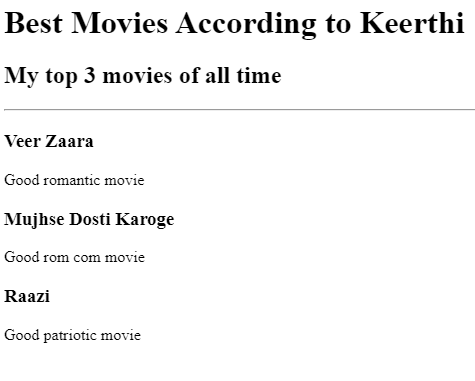 Best Movies According to Keerthi
My top 3 movies of all time
Veer Zaara
Good romantic movie
Mujhse Dosti Karoge
Good rom com movie
Raazi
Good patriotic movie